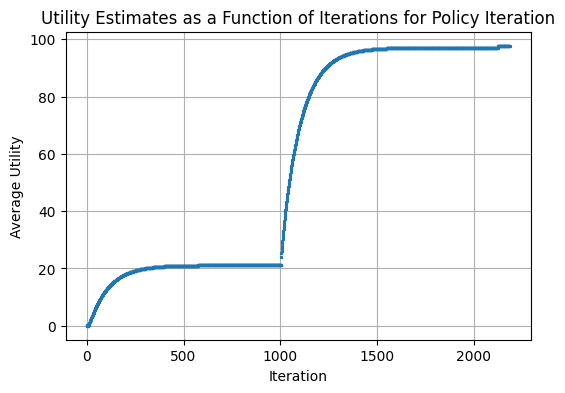 Utility Estimates as a Function of Iterations for Policy Iteration
100
80
60
40
20
0
Average Utility
0 500 1000 1500 2000
Iteration